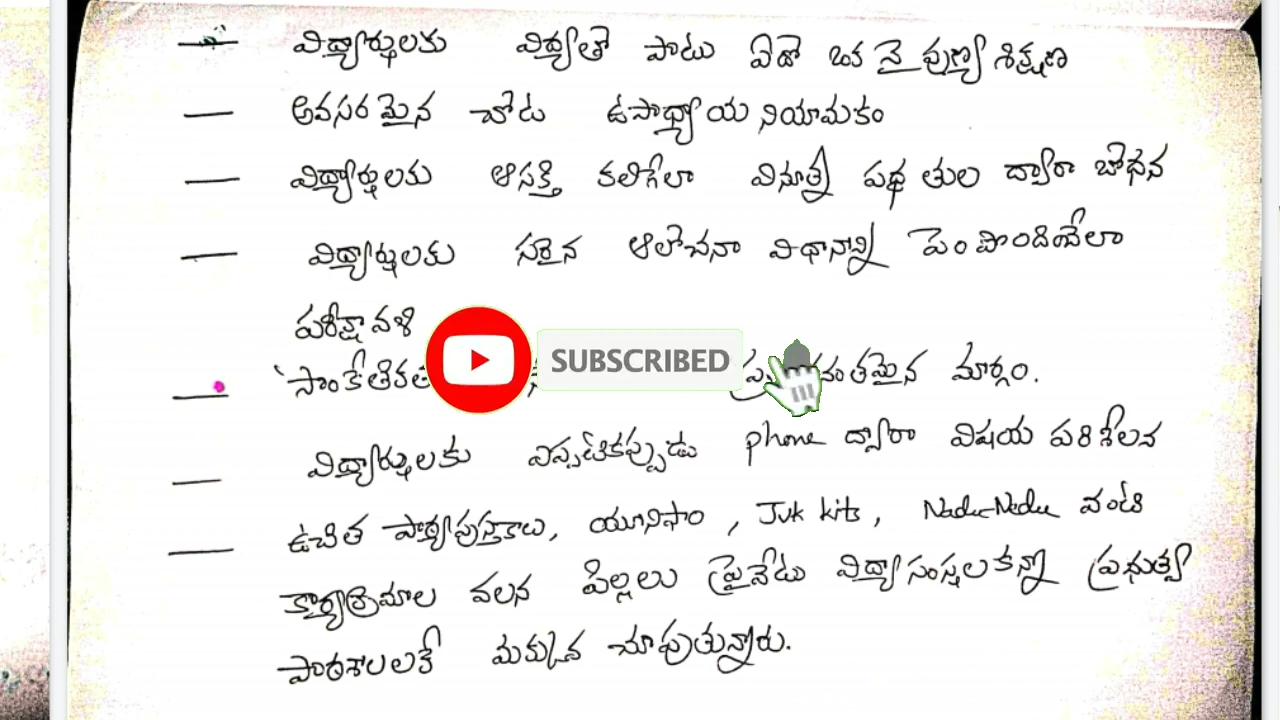 — విద్యార్థులకు విద్యతో పాటు ఏదో ఒక నైపుణ్య శిక్షణ
— అవసరమైన చోట ఉపాధ్యాయ నియామకం
— విద్యార్థులకు ఆసక్తి కలిగేలా వినూత్న పద్ధతుల ద్వారా బోధన
— విద్యార్థులకు సరైన ఆలోచనా విధానాన్ని పెంపొందించేలా
పరీక్షావళి
— సాంకేతికత
SUBSCRIBED
మార్గం.
— విద్యార్థులకు ఎప్పటికప్పుడు phone ద్వారా విషయ పరిశీలన
— ఉచిత పాఠ్యపుస్తకాలు, యూనిఫాం, Jvk kits, Nadu-Nedu వంటి
కార్యక్రమాల వలన పిల్లలు ప్రైవేటు విద్యాసంస్థలకన్నా ప్రభుత్వ
పాఠశాలలకే మక్కువ చూపుతున్నారు.